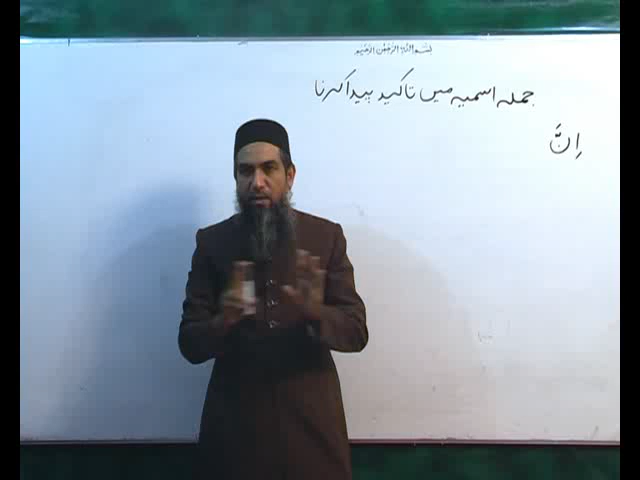 بسم اللہ الرحمٰن الرحیم
جملہ اسمیہ میں تاکید پیدا کرنا
اِنَّ